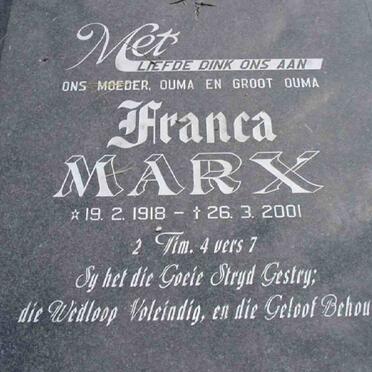 Met
LIEFDE DINK ONS AAN
ONS MOEDER, OUMA EN GROOT OUMA
Franca
MARX
☆ 19. 2. 1918 – † 26. 3. 2001
2 Tim. 4 vers 7
Sy het die Goeie Stryd Gestry;
die Wedloop Voleindig, en die Geloof Behou